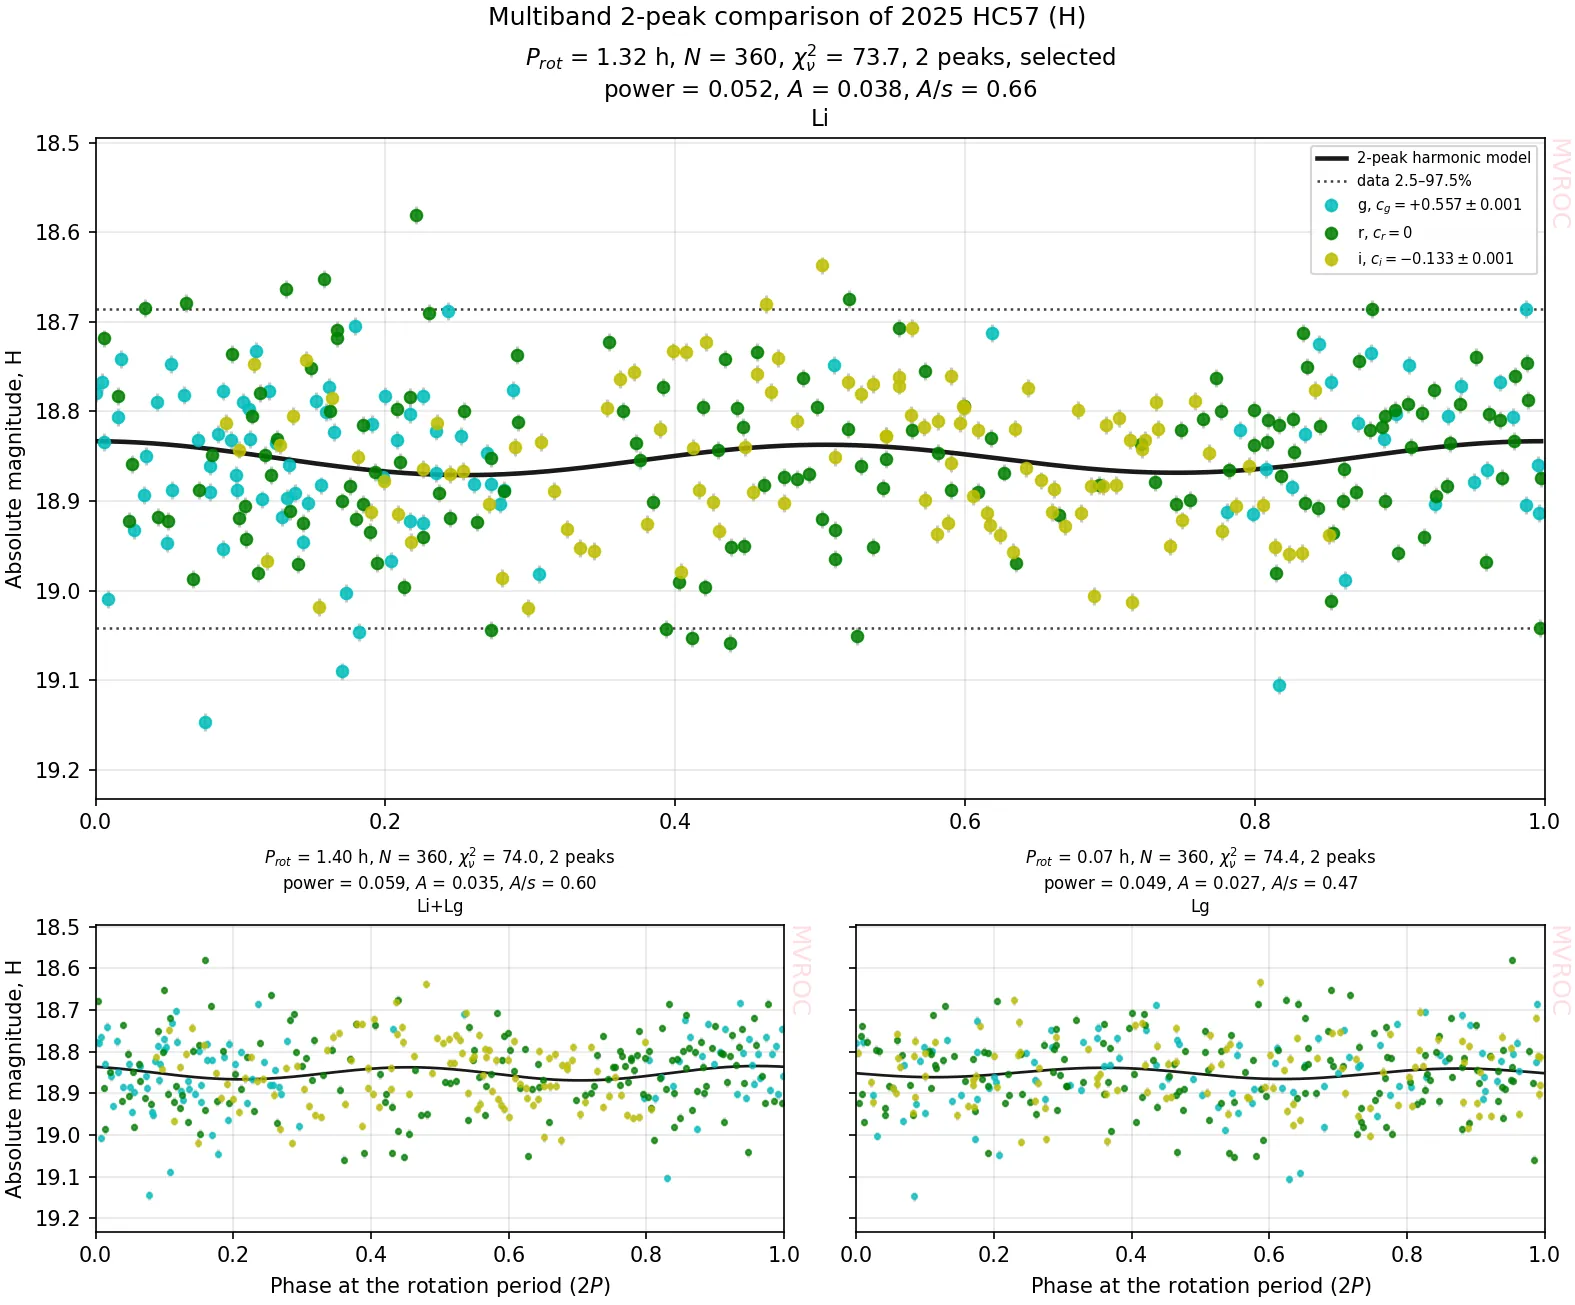 Multiband 2-peak comparison of 2025 HC57 (H)
P_rot = 1.32 h, N = 360, χ²_ν = 73.7, 2 peaks, selected
power = 0.052, A = 0.038, A/s = 0.66
Li
MVROC
2-peak harmonic model
data 2.5–97.5%
g, c_g = +0.557 ± 0.001
r, c_r = 0
i, c_i = −0.133 ± 0.001
Absolute magnitude, H
18.5
18.6
18.7
18.8
18.9
19.0
19.1
19.2
0.0 0.2 0.4 0.6 0.8 1.0
P_rot = 1.40 h, N = 360, χ²_ν = 74.0, 2 peaks
power = 0.059, A = 0.035, A/s = 0.60
Li+Lg
MVROC
Absolute magnitude, H
18.5
18.6
18.7
18.8
18.9
19.0
19.1
19.2
0.0 0.2 0.4 0.6 0.8 1.0
Phase at the rotation period (2P)
P_rot = 0.07 h, N = 360, χ²_ν = 74.4, 2 peaks
power = 0.049, A = 0.027, A/s = 0.47
Lg
MVROC
0.0 0.2 0.4 0.6 0.8 1.0
Phase at the rotation period (2P)